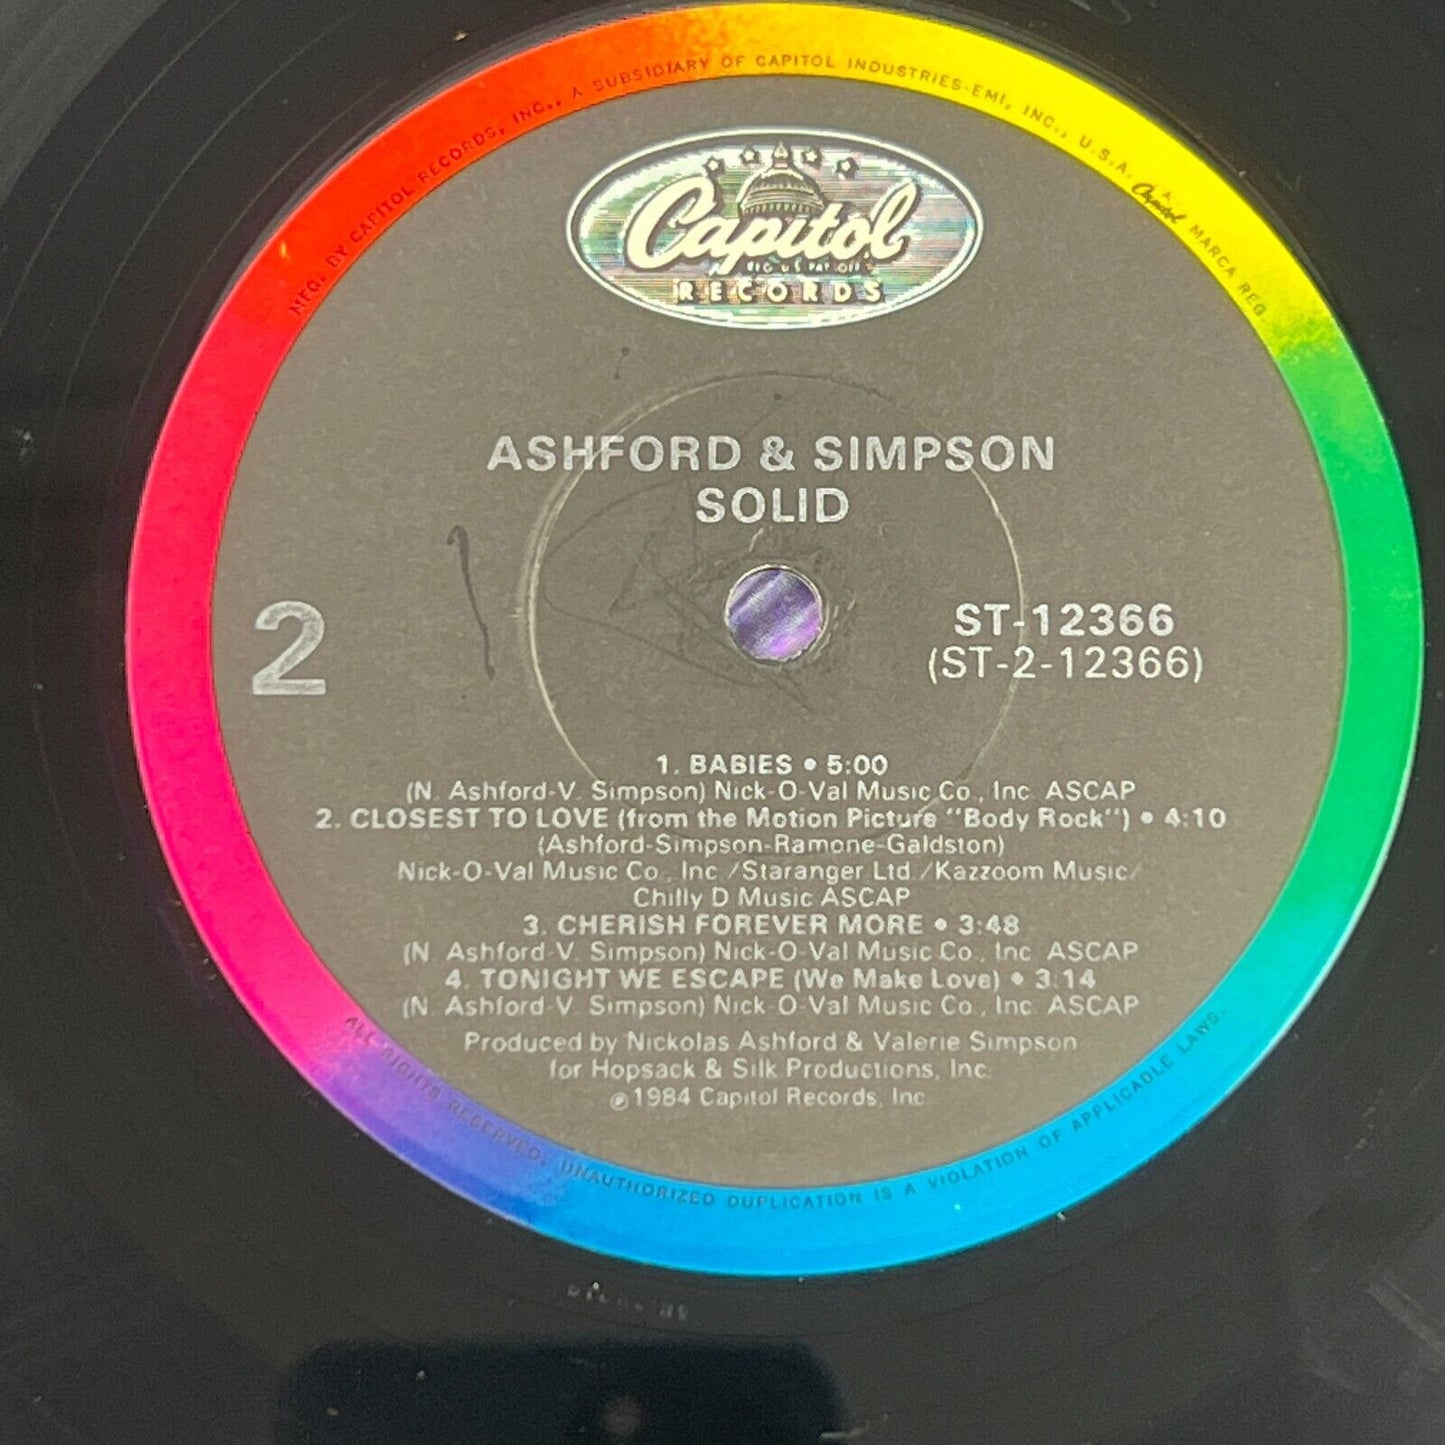 MFG. BY CAPITOL RECORDS, INC., A SUBSIDIARY OF CAPITOL INDUSTRIES-EMI, INC., U.S.A. Capitol MARCA REG.
Capitol
REG. U.S. PAT. OFF.
RECORDS
ASHFORD & SIMPSON
SOLID
2
ST-12366
(ST-2-12366)
1. BABIES • 5:00
(N. Ashford-V. Simpson) Nick-O-Val Music Co., Inc. ASCAP
2. CLOSEST TO LOVE (from the Motion Picture "Body Rock") • 4:10
(Ashford-Simpson-Ramone-Galdston)
Nick-O-Val Music Co., Inc./Staranger Ltd./Kazzoom Music/
Chilly D Music ASCAP
3. CHERISH FOREVER MORE • 3:48
(N. Ashford-V. Simpson) Nick-O-Val Music Co., Inc. ASCAP
4. TONIGHT WE ESCAPE (We Make Love) • 3:14
(N. Ashford-V. Simpson) Nick-O-Val Music Co., Inc. ASCAP
Produced by Nickolas Ashford & Valerie Simpson
for Hopsack & Silk Productions, Inc.
℗1984 Capitol Records, Inc.
ALL RIGHTS RESERVED. UNAUTHORIZED DUPLICATION IS A VIOLATION OF APPLICABLE LAWS.